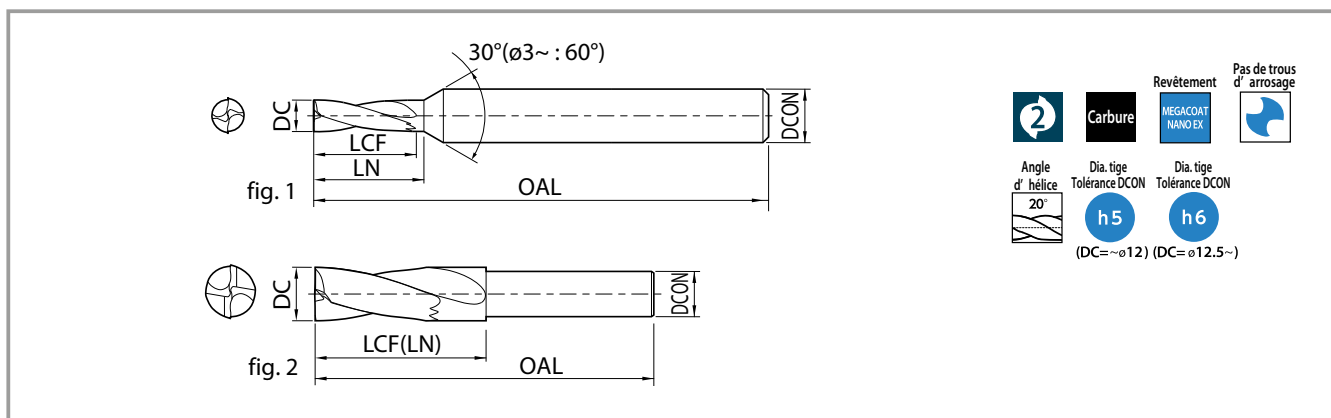 30°(ø3~ : 60°)
DC
LCF
LN
DCON
fig. 1
OAL
DC
DCON
LCF(LN)
fig. 2
OAL
2
Carbure
Revêtement
MEGACOAT
NANO EX
Pas de trous
d’ arrosage
Angle
d’ hélice
20°
Dia. tige
Tolérance DCON
h5
(DC=~ø12)
Dia. tige
Tolérance DCON
h6
(DC= ø12.5~)